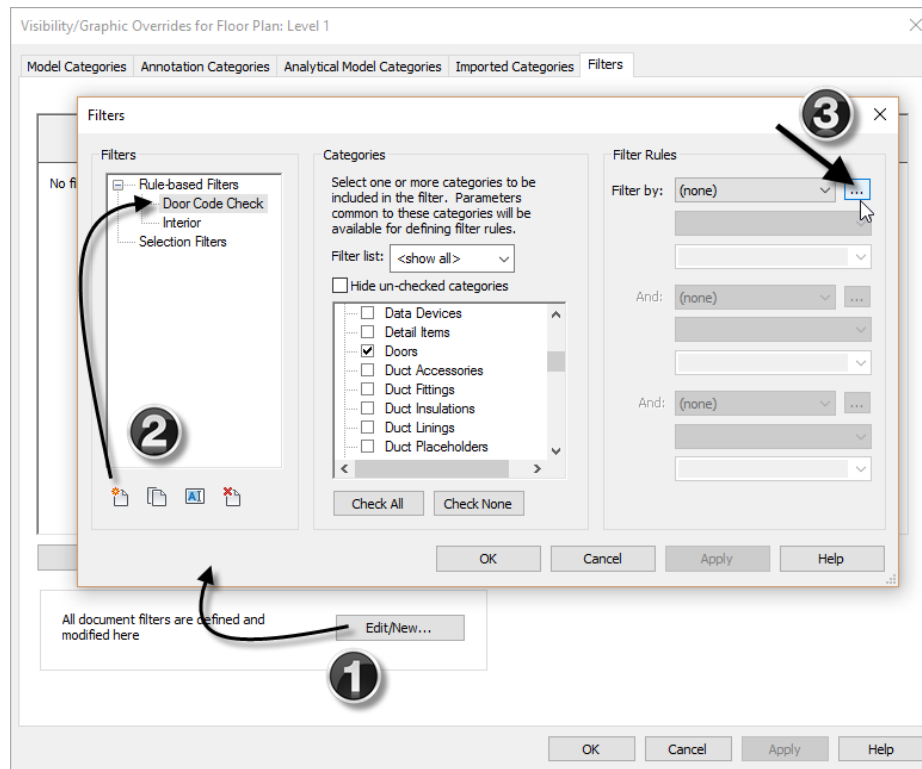 Visibility/Graphic Overrides for Floor Plan: Level 1
Model Categories Annotation Categories Analytical Model Categories Imported Categories Filters
3
Filters
Filters
Categories
Filter Rules
No fi
Rule-based Filters
Door Code Check
Interior
Selection Filters
Select one or more categories to be
included in the filter. Parameters
common to these categories will be
available for defining filter rules.
Filter list: <show all>
Hide un-checked categories
Data Devices
Detail Items
Doors
Duct Accessories
Duct Fittings
Duct Insulations
Duct Linings
Duct Placeholders
Check All Check None
Filter by: (none) ...
And: (none) ...
And: (none) ...
2
OK Cancel Apply Help
All document filters are defined and
modified here
Edit/New...
1
OK Cancel Apply Help